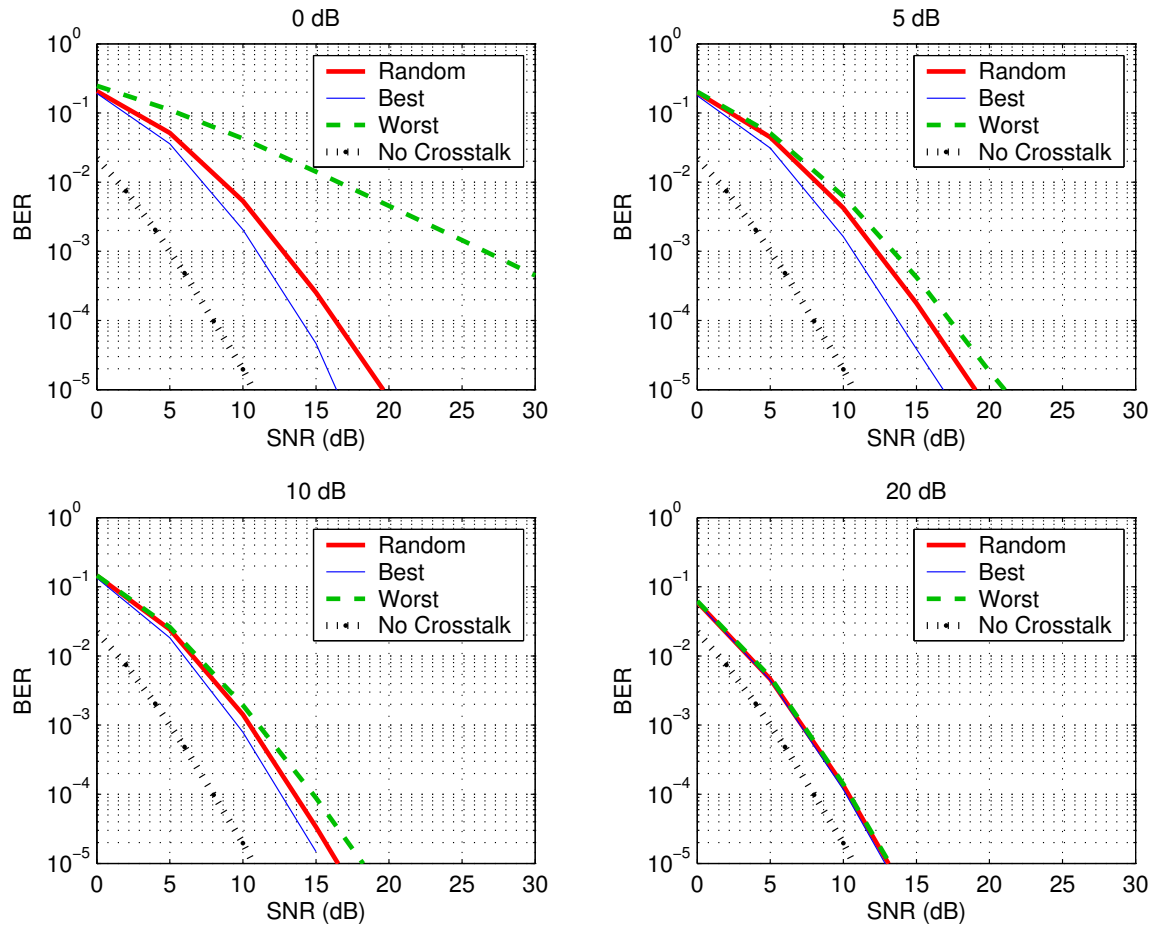 0 dB
10^0
10^-1
10^-2
10^-3
10^-4
10^-5
BER
0 5 10 15 20 25 30
SNR (dB)
Random
Best
Worst
No Crosstalk
5 dB
10^0
10^-1
10^-2
10^-3
10^-4
10^-5
BER
0 5 10 15 20 25 30
SNR (dB)
Random
Best
Worst
No Crosstalk
10 dB
10^0
10^-1
10^-2
10^-3
10^-4
10^-5
BER
0 5 10 15 20 25 30
SNR (dB)
Random
Best
Worst
No Crosstalk
20 dB
10^0
10^-1
10^-2
10^-3
10^-4
10^-5
BER
0 5 10 15 20 25 30
SNR (dB)
Random
Best
Worst
No Crosstalk